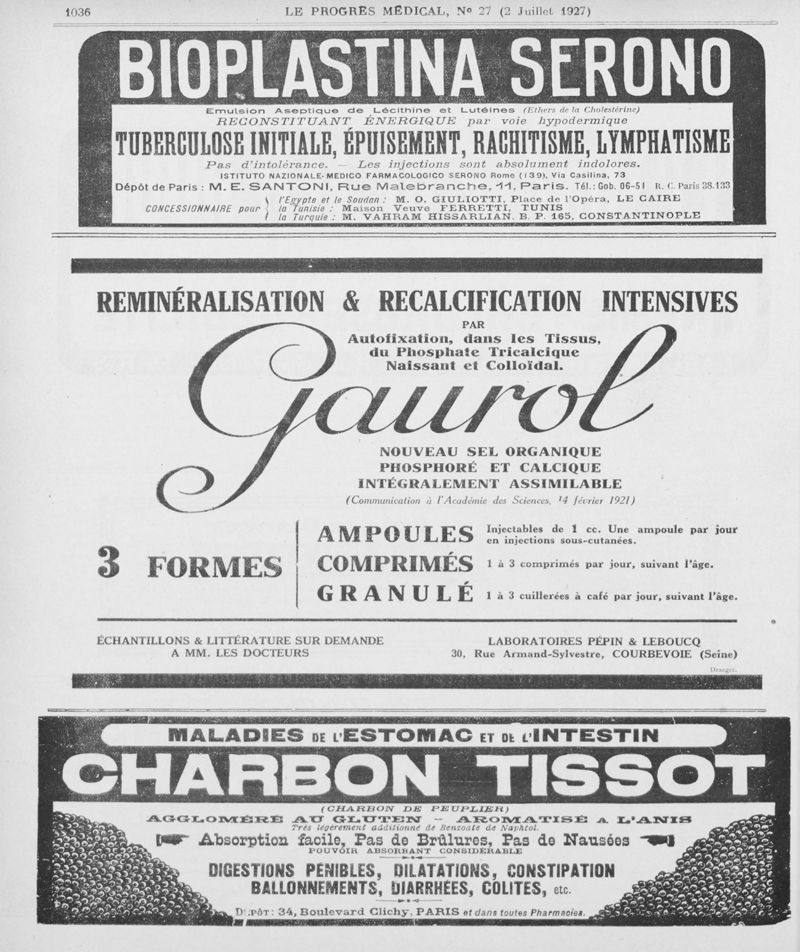 1036
LE PROGRÈS MÉDICAL, No 27 (2 Juillet 1927)
BIOPLASTINA SERONO
Emulsion Aseptique de Lécithine et Lutéines (Ethers de la Cholestérine)
RECONSTITUANT ÉNERGIQUE par voie hypodermique
TUBERCULOSE INITIALE, ÉPUISEMENT, RACHITISME, LYMPHATISME
Pas d'intolérance. — Les injections sont absolument indolores.
ISTITUTO NAZIONALE-MEDICO FARMACOLOGICO SERONO Rome (139), Via Casilina, 73
Dépôt de Paris : M. E. SANTONI, Rue Malebranche, 11, Paris. Tél.: Gob. 06-51 R. C. Paris 38.133
CONCESSIONNAIRE pour
l'Egypte et le Soudan : M. O. GIULIOTTI, Place de l'Opéra, LE CAIRE
la Tunisie : Maison Veuve FERRETTI, TUNIS
la Turquie : M. VAHRAM HISSARLIAN, B. P. 165, CONSTANTINOPLE
REMINÉRALISATION & RECALCIFICATION INTENSIVES
PAR
Autofixation, dans les Tissus,
du Phosphate Tricalcique
Naissant et Colloïdal.
Gaurol
NOUVEAU SEL ORGANIQUE
PHOSPHORÉ ET CALCIQUE
INTÉGRALEMENT ASSIMILABLE
(Communication à l'Académie des Sciences, 14 février 1921)
3 FORMES
AMPOULES Injectables de 1 cc. Une ampoule par jour
en injections sous-cutanées.
COMPRIMÉS 1 à 3 comprimés par jour, suivant l'âge.
GRANULÉ 1 à 3 cuillerées à café par jour, suivant l'âge.
ÉCHANTILLONS & LITTÉRATURE SUR DEMANDE
A MM. LES DOCTEURS
LABORATOIRES PÉPIN & LEBOUCQ
30, Rue Armand-Sylvestre, COURBEVOIE (Seine)
MALADIES DE L'ESTOMAC ET DE L'INTESTIN
CHARBON TISSOT
(CHARBON DE PEUPLIER)
AGGLOMÉRÉ AU GLUTEN - AROMATISÉ A L'ANIS
Très légèrement additionné de Benzoate de Naphtol.
Absorption facile, Pas de Brûlures, Pas de Nausées
POUVOIR ABSORBANT CONSIDÉRABLE
DIGESTIONS PÉNIBLES, DILATATIONS, CONSTIPATION
BALLONNEMENTS, DIARRHÉES, COLITES, etc.
DÉPÔT: 34, Boulevard Clichy, PARIS et dans toutes Pharmacies.